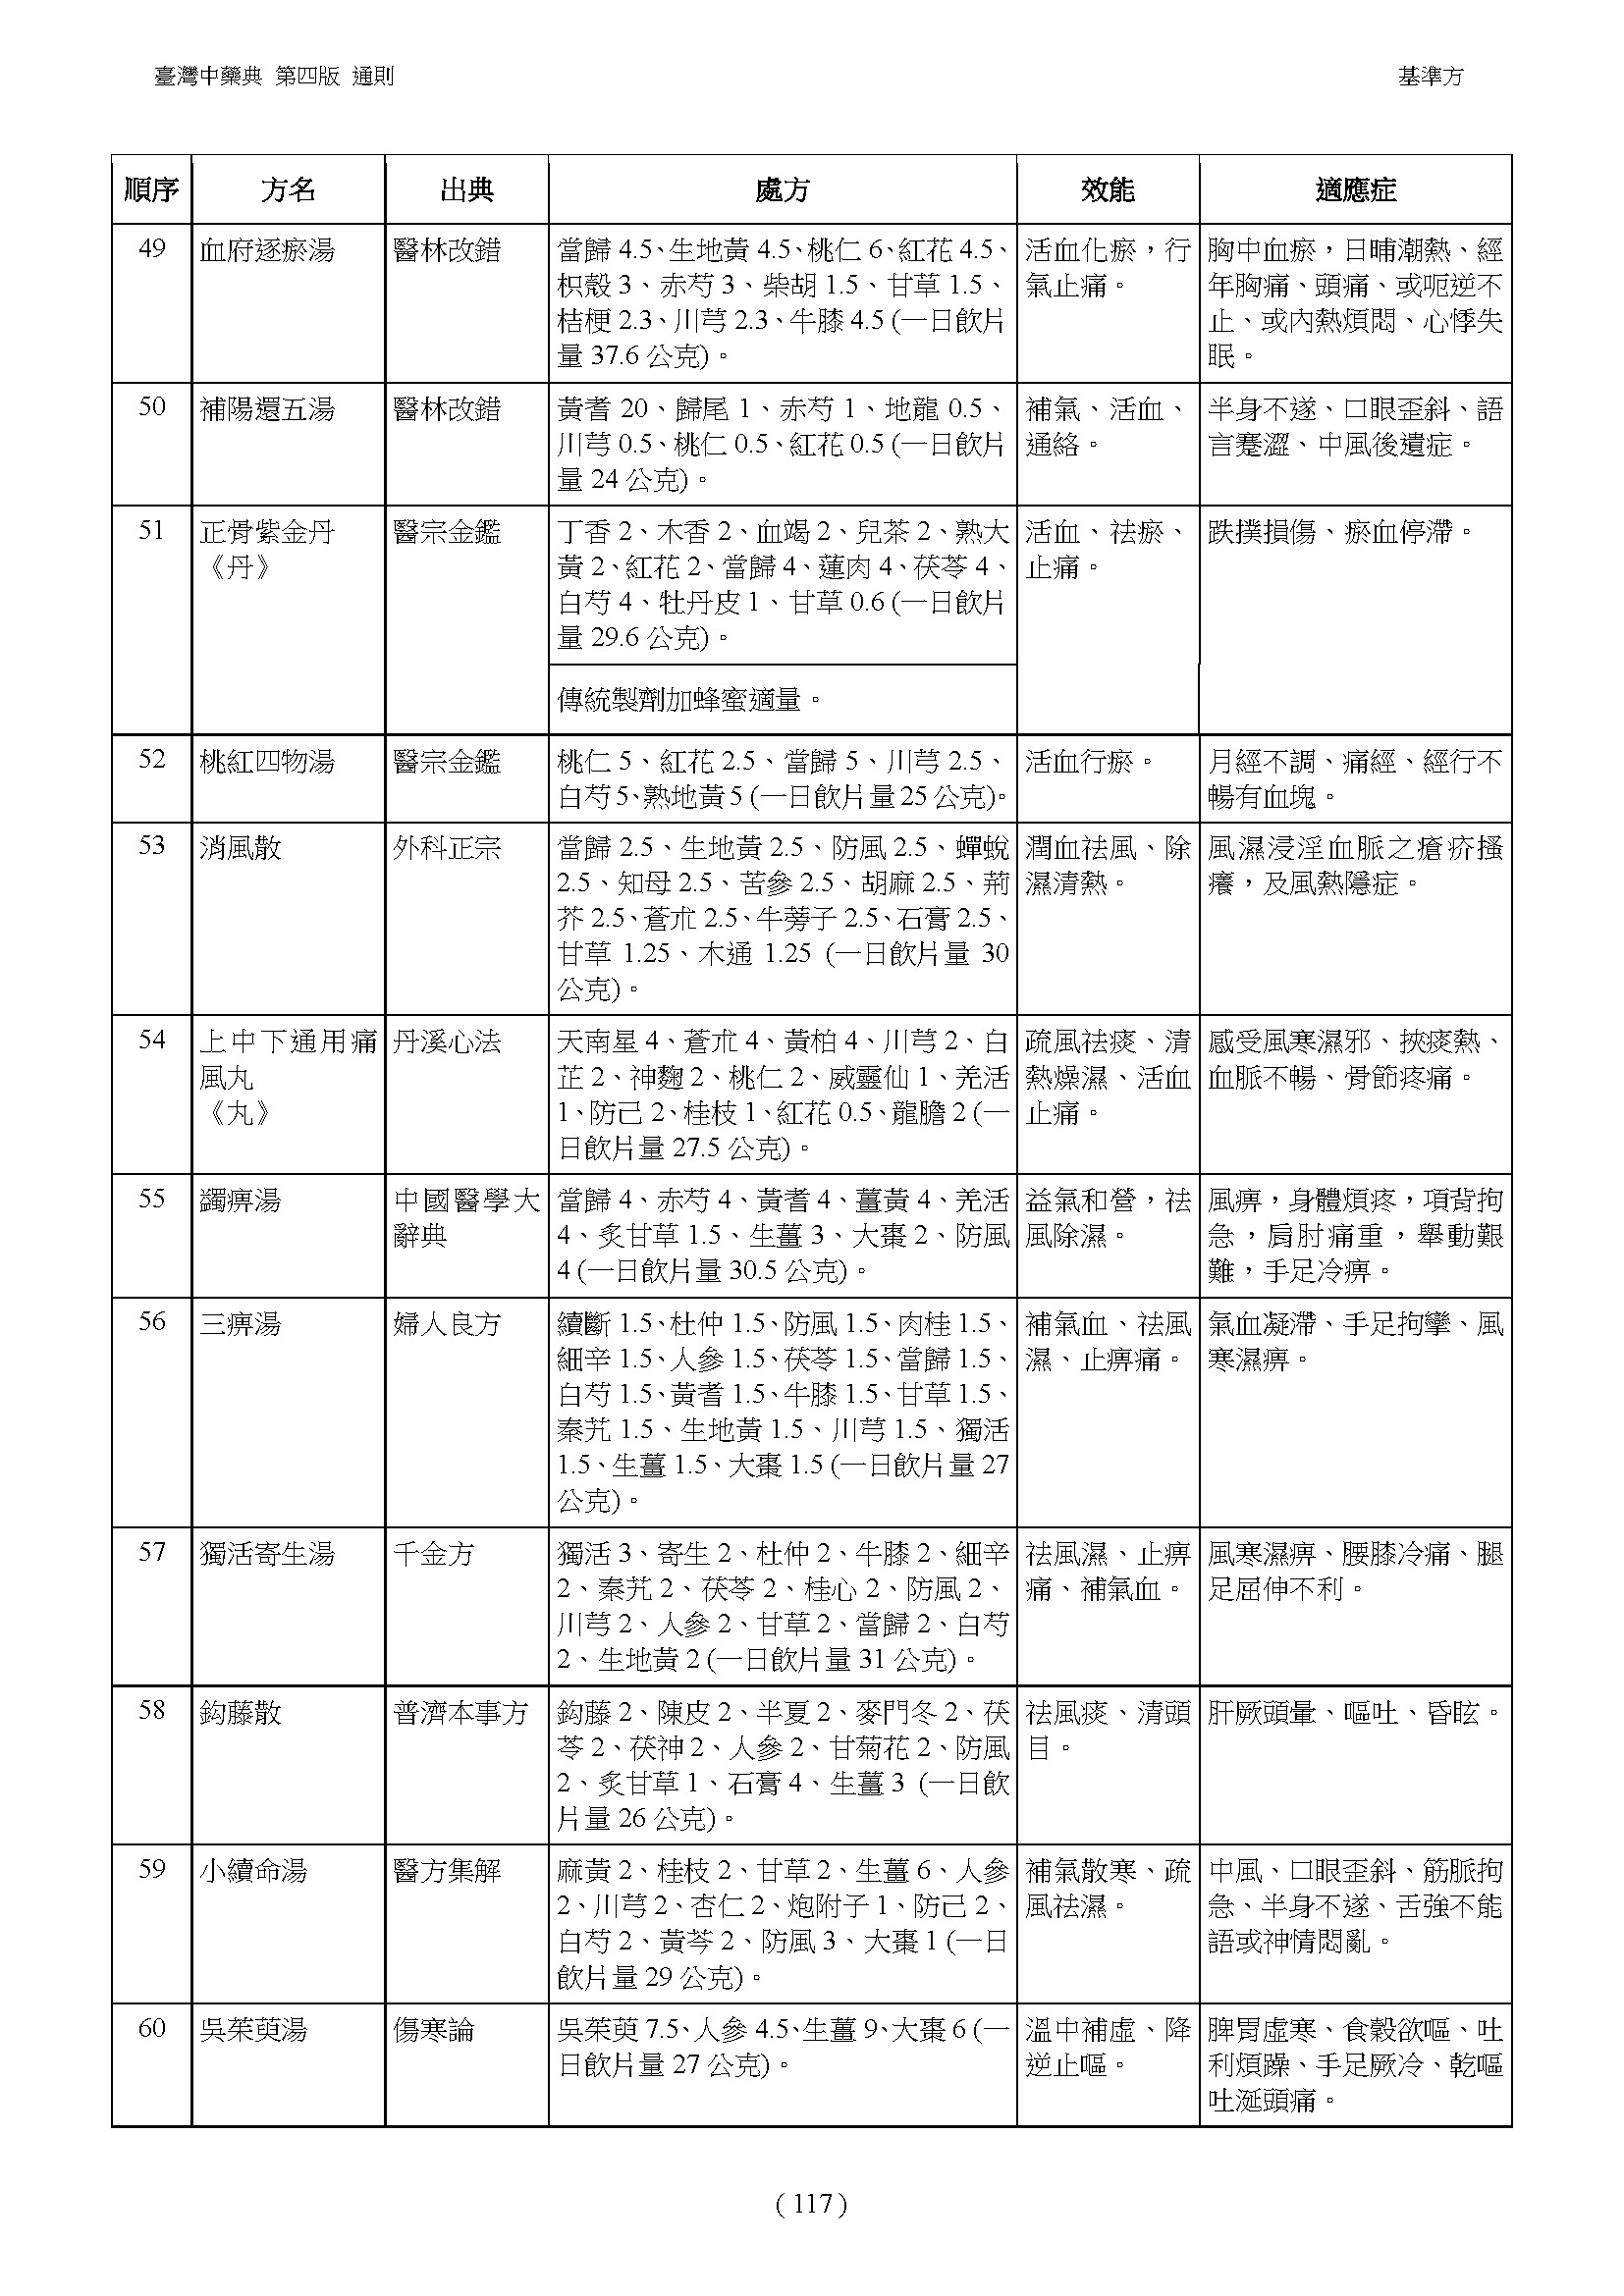 臺灣中藥典 第四版 通則
基準方
順序 方名 出典 處方 效能 適應症
49
血府逐瘀湯
醫林改錯
當歸 4.5、生地黃 4.5、桃仁 6、紅花 4.5、
枳殼 3、赤芍 3、柴胡 1.5、甘草 1.5、
桔梗 2.3、川芎 2.3、牛膝 4.5 (一日飲片
量 37.6 公克)。
活血化瘀，行
氣止痛。
胸中血瘀，日晡潮熱、經
年胸痛、頭痛、或呃逆不
止、或內熱煩悶、心悸失
眠。
50
補陽還五湯
醫林改錯
黃耆 20、歸尾 1、赤芍 1、地龍 0.5、
川芎 0.5、桃仁 0.5、紅花 0.5 (一日飲片
量 24 公克)。
補氣、活血、
通絡。
半身不遂、口眼歪斜、語
言蹇澀、中風後遺症。
51
正骨紫金丹
《丹》
醫宗金鑑
丁香 2、木香 2、血竭 2、兒茶 2、熟大
黃 2、紅花 2、當歸 4、蓮肉 4、茯苓 4、
白芍 4、牡丹皮 1、甘草 0.6 (一日飲片
量 29.6 公克)。
傳統製劑加蜂蜜適量。
活血、祛瘀、
止痛。
跌撲損傷、瘀血停滯。
52
桃紅四物湯
醫宗金鑑
桃仁 5、紅花 2.5、當歸 5、川芎 2.5、
白芍 5、熟地黃 5 (一日飲片量 25 公克)。
活血行瘀。
月經不調、痛經、經行不
暢有血塊。
53
消風散
外科正宗
當歸 2.5、生地黃 2.5、防風 2.5、蟬蛻
2.5、知母 2.5、苦參 2.5、胡麻 2.5、荊
芥 2.5、蒼朮 2.5、牛蒡子 2.5、石膏 2.5、
甘草 1.25、木通 1.25 (一日飲片量 30
公克)。
潤血祛風、除
濕清熱。
風濕浸淫血脈之瘡疥搔
癢，及風熱隱症。
54
上中下通用痛
風丸
《丸》
丹溪心法
天南星 4、蒼朮 4、黃柏 4、川芎 2、白
芷 2、神麴 2、桃仁 2、威靈仙 1、羌活
1、防己 2、桂枝 1、紅花 0.5、龍膽 2 (一
日飲片量 27.5 公克)。
疏風祛痰、清
熱燥濕、活血
止痛。
感受風寒濕邪、挾痰熱、
血脈不暢、骨節疼痛。
55
蠲痹湯
中國醫學大
辭典
當歸 4、赤芍 4、黃耆 4、薑黃 4、羌活
4、炙甘草 1.5、生薑 3、大棗 2、防風
4 (一日飲片量 30.5 公克)。
益氣和營，祛
風除濕。
風痹，身體煩疼，項背拘
急，肩肘痛重，舉動艱
難，手足冷痹。
56
三痹湯
婦人良方
續斷 1.5、杜仲 1.5、防風 1.5、肉桂 1.5、
細辛 1.5、人參 1.5、茯苓 1.5、當歸 1.5、
白芍 1.5、黃耆 1.5、牛膝 1.5、甘草 1.5、
秦艽 1.5、生地黃 1.5、川芎 1.5、獨活
1.5、生薑 1.5、大棗 1.5 (一日飲片量 27
公克)。
補氣血、祛風
濕、止痹痛。
氣血凝滯、手足拘攣、風
寒濕痹。
57
獨活寄生湯
千金方
獨活 3、寄生 2、杜仲 2、牛膝 2、細辛
2、秦艽 2、茯苓 2、桂心 2、防風 2、
川芎 2、人參 2、甘草 2、當歸 2、白芍
2、生地黃 2 (一日飲片量 31 公克)。
祛風濕、止痹
痛、補氣血。
風寒濕痹、腰膝冷痛、腿
足屈伸不利。
58
鈎藤散
普濟本事方
鈎藤 2、陳皮 2、半夏 2、麥門冬 2、茯
苓 2、茯神 2、人參 2、甘菊花 2、防風
2、炙甘草 1、石膏 4、生薑 3 (一日飲
片量 26 公克)。
祛風痰、清頭
目。
肝厥頭暈、嘔吐、昏眩。
59
小續命湯
醫方集解
麻黃 2、桂枝 2、甘草 2、生薑 6、人參
2、川芎 2、杏仁 2、炮附子 1、防己 2、
白芍 2、黃芩 2、防風 3、大棗 1 (一日
飲片量 29 公克)。
補氣散寒、疏
風祛濕。
中風、口眼歪斜、筋脈拘
急、半身不遂、舌強不能
語或神情悶亂。
60
吳茱萸湯
傷寒論
吳茱萸 7.5、人參 4.5、生薑 9、大棗 6 (一
日飲片量 27 公克)。
溫中補虛、降
逆止嘔。
脾胃虛寒、食穀欲嘔、吐
利煩躁、手足厥冷、乾嘔
吐涎頭痛。
( 117 )